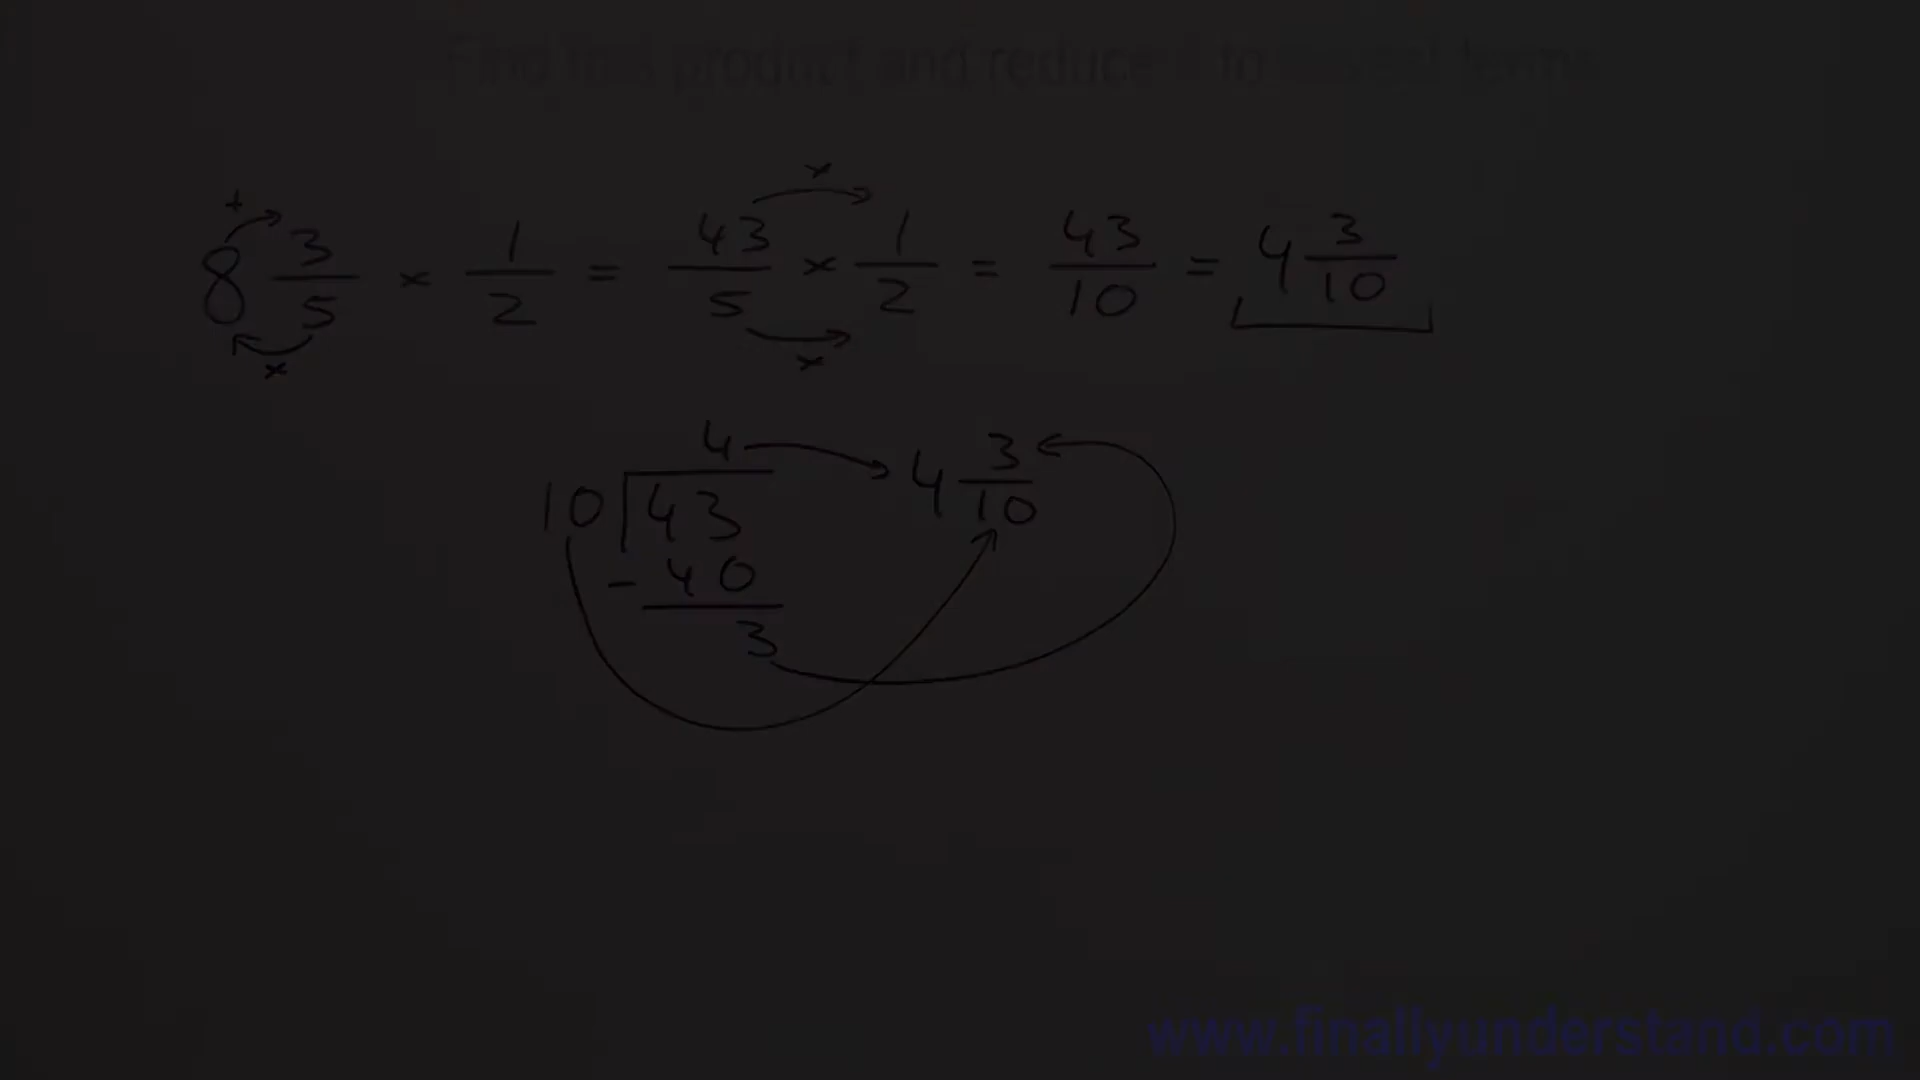 Find this product and reduce it to lowest terms
+ x
8 3/5 × 1/2 = 43/5 × 1/2 = 43/10 = 4 3/10
x x
4 4 3/10
10 43
- 40
3
www.finallyunderstand.com